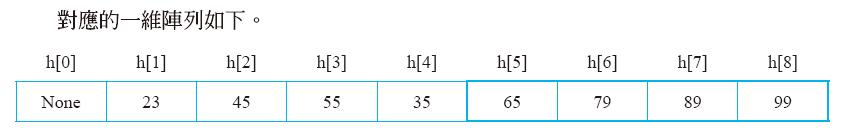 對應的一維陣列如下。
h[0] h[1] h[2] h[3] h[4] h[5] h[6] h[7] h[8]
None 23 45 55 35 65 79 89 99